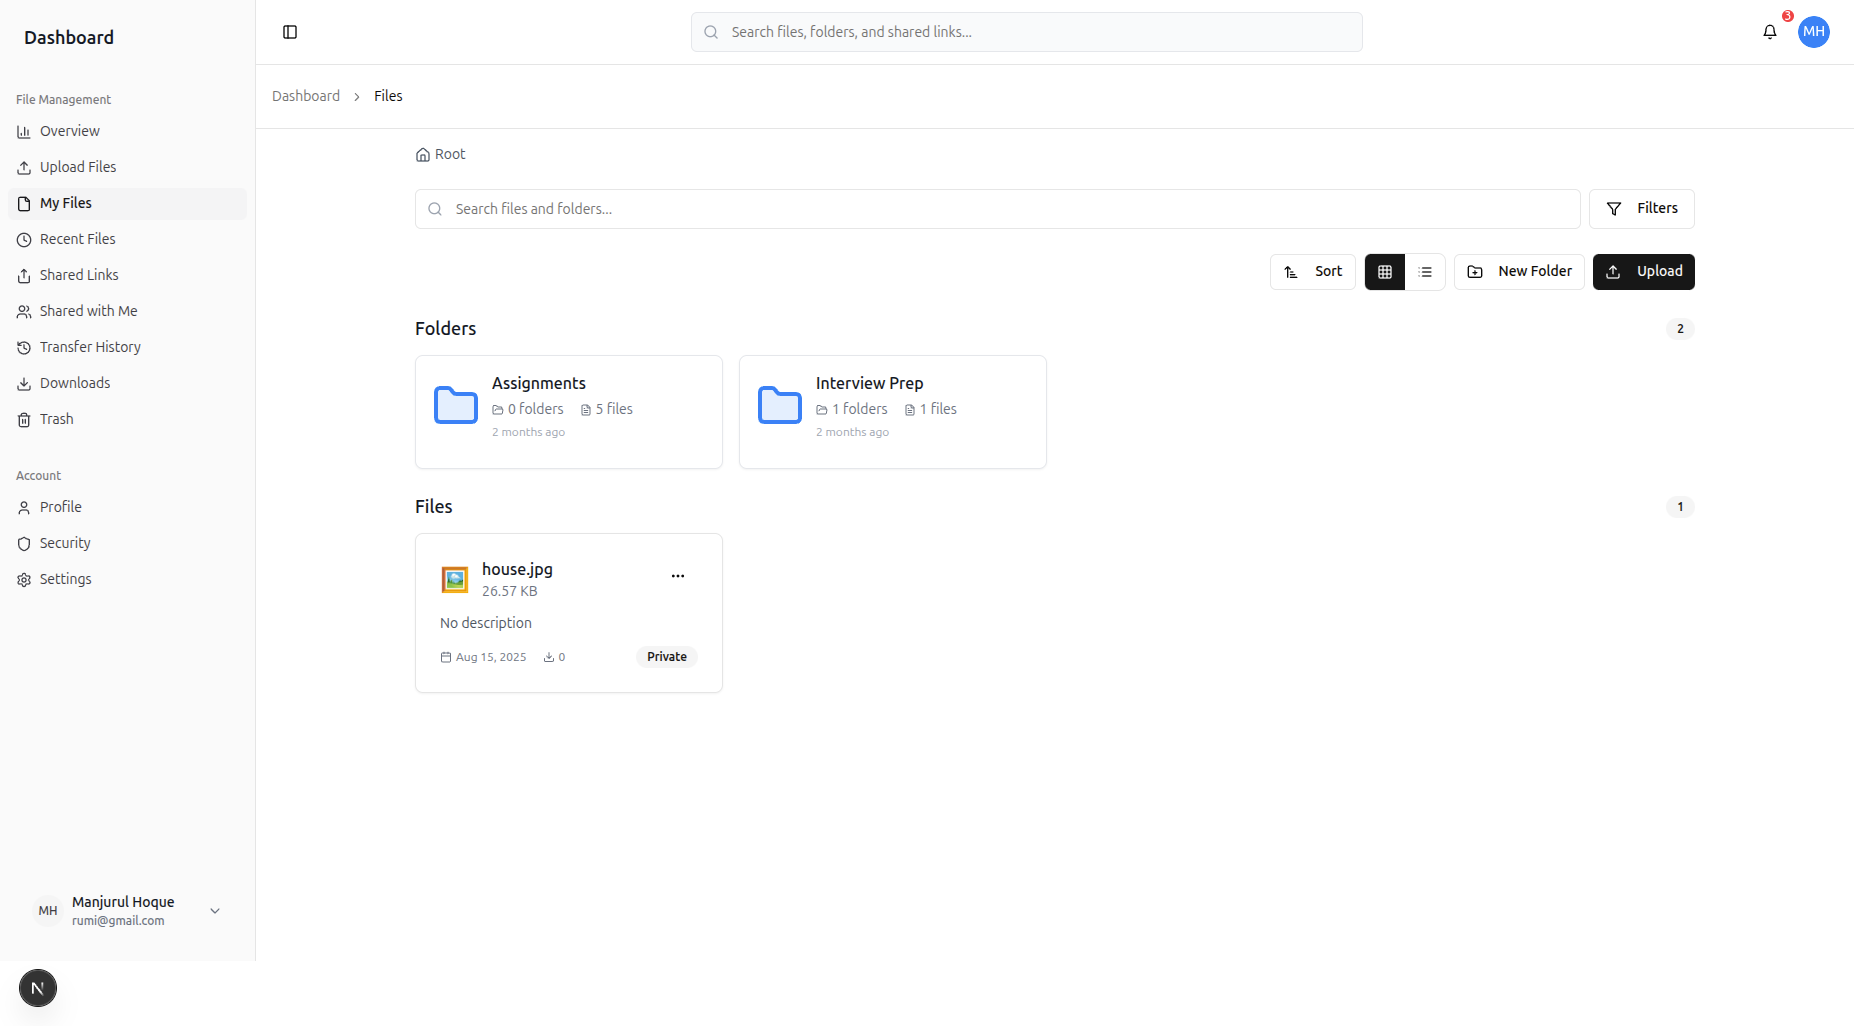 Dashboard
Search files, folders, and shared links...
3
MH
File Management
Overview
Upload Files
My Files
Recent Files
Shared Links
Shared with Me
Transfer History
Downloads
Trash
Account
Profile
Security
Settings
MH
Manjurul Hoque
rumi@gmail.com
N
Dashboard > Files
Root
Search files and folders...
Filters
Sort
New Folder
Upload
Folders
2
Assignments
0 folders 5 files
2 months ago
Interview Prep
1 folders 1 files
2 months ago
Files
1
house.jpg
26.57 KB
No description
Aug 15, 2025 0 Private